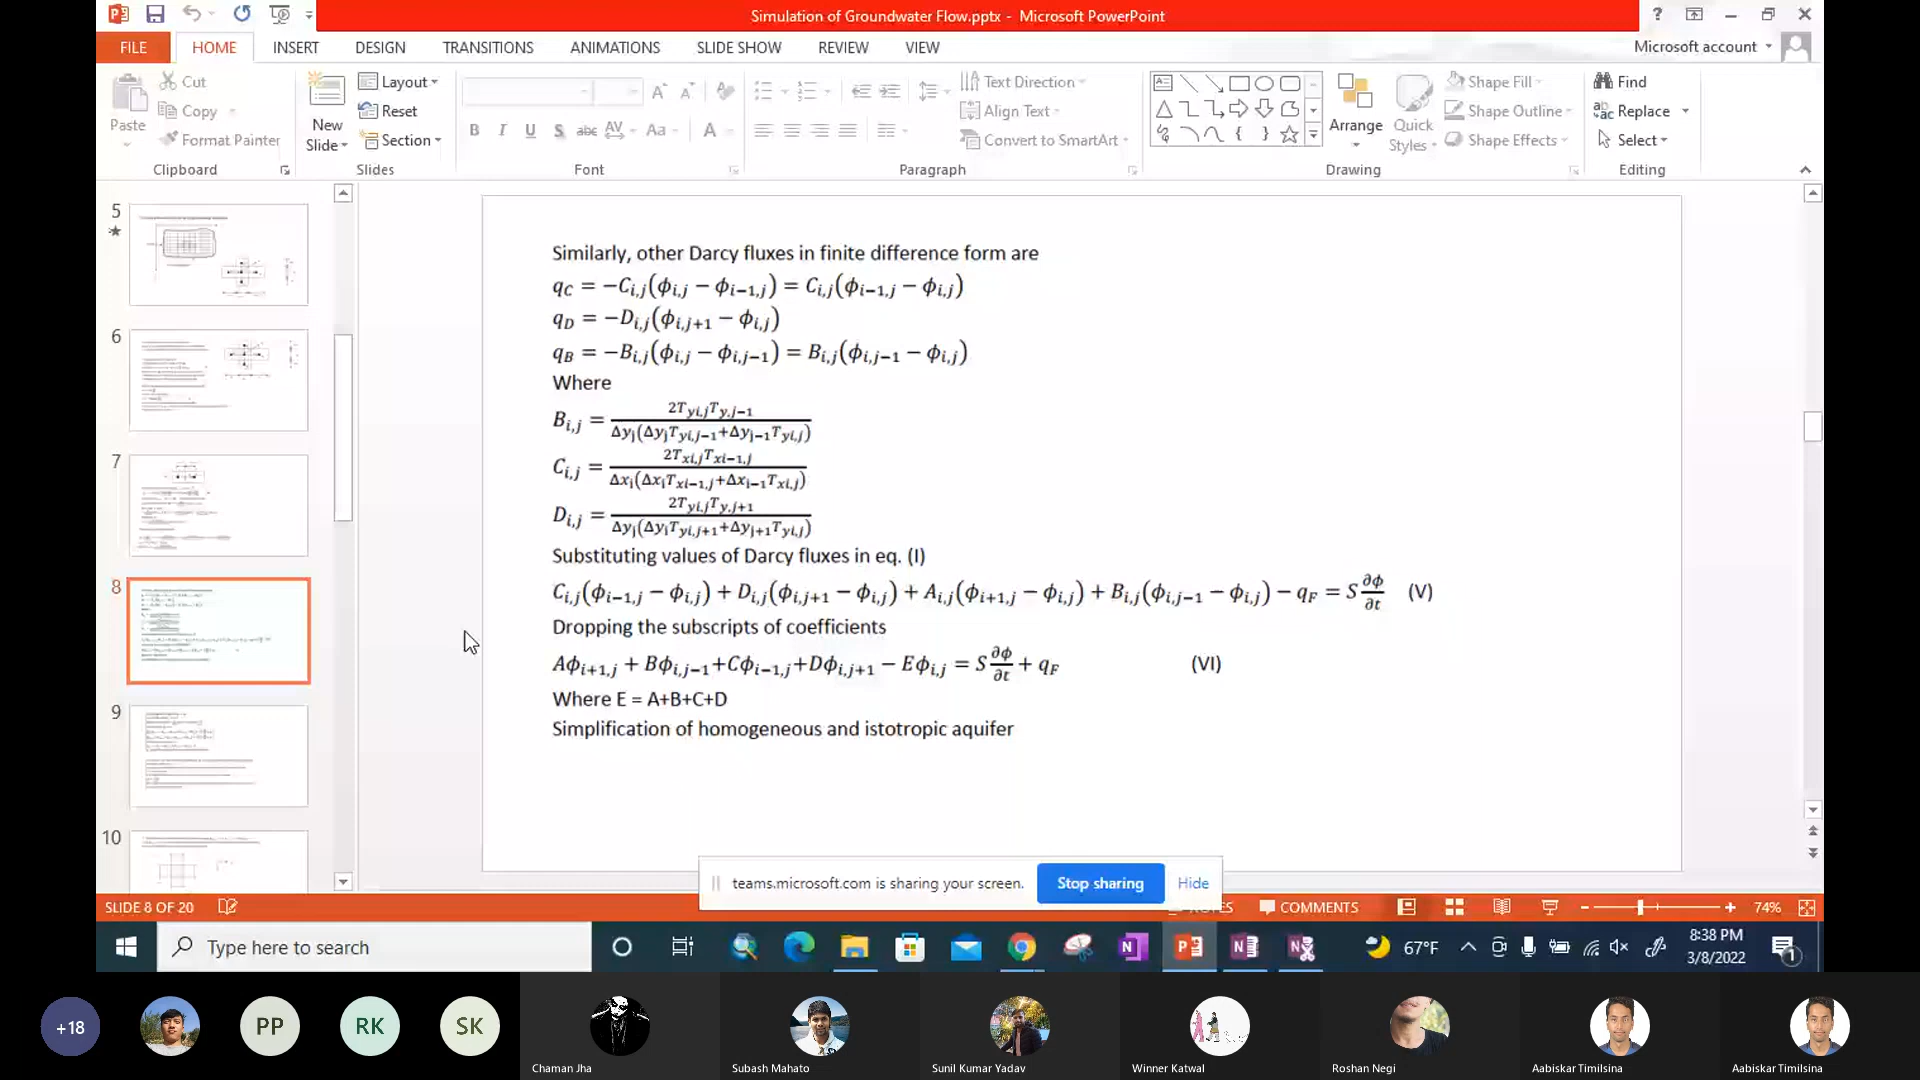 Simulation of Groundwater Flow.pptx - Microsoft PowerPoint
?
FILE HOME INSERT DESIGN TRANSITIONS ANIMATIONS SLIDE SHOW REVIEW VIEW
Microsoft account
Paste
Cut
Copy
Format Painter
Clipboard
New Slide
Layout
Reset
Section
Slides
B I U S abc AV Aa A
Font
Text Direction
Align Text
Convert to SmartArt
Paragraph
Arrange
Quick Styles
Shape Fill
Shape Outline
Shape Effects
Drawing
Find
Replace
Select
Editing
5
6
7
8
9
10
Similarly, other Darcy fluxes in finite difference form are
q_C = −C_{i,j}(ϕ_{i,j} − ϕ_{i−1,j}) = C_{i,j}(ϕ_{i−1,j} − ϕ_{i,j})
q_D = −D_{i,j}(ϕ_{i,j+1} − ϕ_{i,j})
q_B = −B_{i,j}(ϕ_{i,j} − ϕ_{i,j−1}) = B_{i,j}(ϕ_{i,j−1} − ϕ_{i,j})
Where
B_{i,j} = 2T_{yi,j}T_{y,j−1} / Δy_j(Δy_jT_{yi,j−1}+Δy_{j−1}T_{yi,j})
C_{i,j} = 2T_{xi,j}T_{xi−1,j} / Δx_i(Δx_iT_{xi−1,j}+Δx_{i−1}T_{xi,j})
D_{i,j} = 2T_{yi,j}T_{y,j+1} / Δy_j(Δy_iT_{yi,j+1}+Δy_{j+1}T_{yi,j})
Substituting values of Darcy fluxes in eq. (I)
C_{i,j}(ϕ_{i−1,j} − ϕ_{i,j}) + D_{i,j}(ϕ_{i,j+1} − ϕ_{i,j}) + A_{i,j}(ϕ_{i+1,j} − ϕ_{i,j}) + B_{i,j}(ϕ_{i,j−1} − ϕ_{i,j}) − q_F = S ∂ϕ/∂t (V)
Dropping the subscripts of coefficients
Aϕ_{i+1,j} + Bϕ_{i,j−1}+Cϕ_{i−1,j}+Dϕ_{i,j+1} − Eϕ_{i,j} = S ∂ϕ/∂t + q_F (VI)
Where E = A+B+C+D
Simplification of homogeneous and istotropic aquifer
teams.microsoft.com is sharing your screen. Stop sharing Hide
SLIDE 8 OF 20 COMMENTS 74%
Type here to search
67°F
8:38 PM
3/8/2022
1
+18 PP RK SK
Chaman Jha Subash Mahato Sunil Kumar Yadav Winner Katwal Roshan Negi Aabiskar Timilsina Aabiskar Timilsina